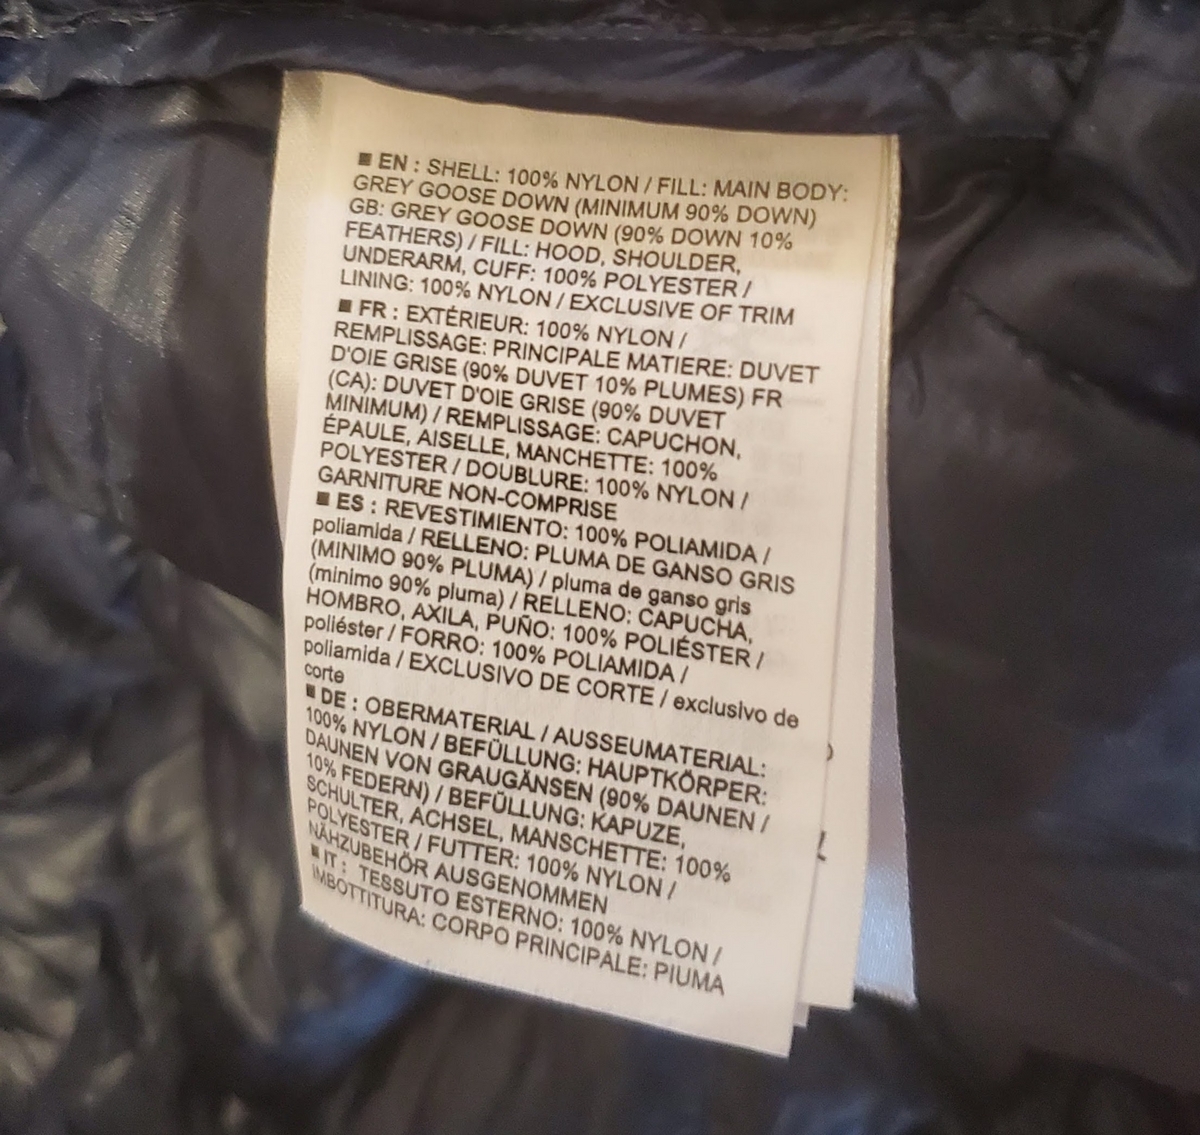 ■ EN : SHELL: 100% NYLON / FILL: MAIN BODY:
GREY GOOSE DOWN (MINIMUM 90% DOWN)
GB: GREY GOOSE DOWN (90% DOWN 10%
FEATHERS) / FILL: HOOD, SHOULDER,
UNDERARM, CUFF: 100% POLYESTER /
LINING: 100% NYLON / EXCLUSIVE OF TRIM
■ FR : EXTÉRIEUR: 100% NYLON /
REMPLISSAGE: PRINCIPALE MATIERE: DUVET
D'OIE GRISE (90% DUVET 10% PLUMES) FR
(CA): DUVET D'OIE GRISE (90% DUVET
MINIMUM) / REMPLISSAGE: CAPUCHON,
ÉPAULE, AISELLE, MANCHETTE: 100%
POLYESTER / DOUBLURE: 100% NYLON /
GARNITURE NON-COMPRISE
■ ES : REVESTIMIENTO: 100% POLIAMIDA /
poliamida / RELLENO: PLUMA DE GANSO GRIS
(MINIMO 90% PLUMA) / pluma de ganso gris
(minimo 90% pluma) / RELLENO: CAPUCHA,
HOMBRO, AXILA, PUÑO: 100% POLIÉSTER /
poliéster / FORRO: 100% POLIAMIDA /
poliamida / EXCLUSIVO DE CORTE / exclusivo de
corte
■ DE : OBERMATERIAL / AUSSEUMATERIAL:
100% NYLON / BEFÜLLUNG: HAUPTKÖRPER:
DAUNEN VON GRAUGÄNSEN (90% DAUNEN /
10% FEDERN) / BEFÜLLUNG: KAPUZE,
SCHULTER, ACHSEL, MANSCHETTE: 100%
POLYESTER / FUTTER: 100% NYLON /
NÄHZUBEHÖR AUSGENOMMEN
■ IT : TESSUTO ESTERNO: 100% NYLON /
IMBOTTITURA: CORPO PRINCIPALE: PIUMA